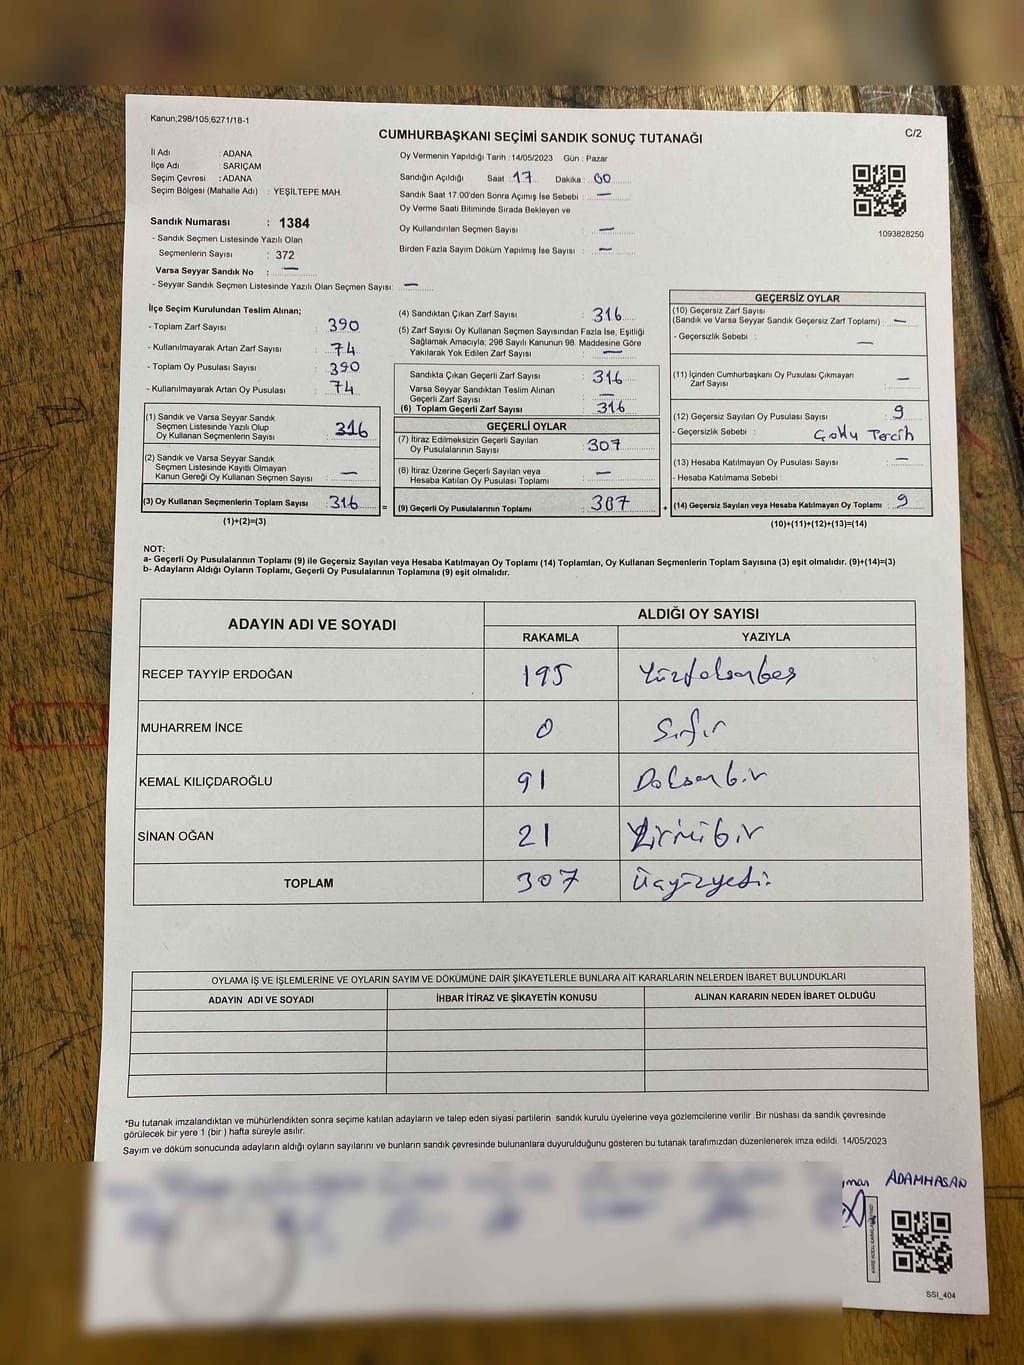 Kanun;298/105;6271/18-1
CUMHURBAŞKANI SEÇİMİ SANDIK SONUÇ TUTANAĞI
C/2
İl Adı : ADANA
İlçe Adı : SARIÇAM
Seçim Çevresi : ADANA
Seçim Bölgesi (Mahalle Adı) : YEŞİLTEPE MAH.
Sandık Numarası : 1384
- Sandık Seçmen Listesinde Yazılı Olan
Seçmenlerin Sayısı : 372
Varsa Seyyar Sandık No : —
- Seyyar Sandık Seçmen Listesinde Yazılı Olan Seçmen Sayısı: —
Oy Vermenin Yapıldığı Tarih : 14/05/2023 Gün : Pazar
Sandığın Açıldığı Saat : 17 Dakika : 00
Sandık Saat 17.00'den Sonra Açımış İse Sebebi : —
Oy Verme Saati Bitiminde Sırada Bekleyen ve
Oy Kullandırılan Seçmen Sayısı : —
Birden Fazla Sayım Döküm Yapılmış İse Sayısı : —
1093828250
İlçe Seçim Kurulundan Teslim Alınan;
- Toplam Zarf Sayısı : 390
- Kullanılmayarak Artan Zarf Sayısı : 74
- Toplam Oy Pusulası Sayısı : 390
- Kullanılmayarak Artan Oy Pusulası : 74
(1) Sandık ve Varsa Seyyar Sandık
Seçmen Listesinde Yazılı Olup
Oy Kullanan Seçmenlerin Sayısı : 316
(2) Sandık ve Varsa Seyyar Sandık
Seçmen Listesinde Kayıtlı Olmayan
Kanun Gereği Oy Kullanan Seçmen Sayısı : —
(3) Oy Kullanan Seçmenlerin Toplam Sayısı : 316 =
(1)+(2)=(3)
(4) Sandıktan Çıkan Zarf Sayısı : 316
(5) Zarf Sayısı Oy Kullanan Seçmen Sayısından Fazla İse, Eşitliği
Sağlamak Amacıyla; 298 Sayılı Kanunun 98. Maddesine Göre
Yakılarak Yok Edilen Zarf Sayısı : —
Sandıkta Çıkan Geçerli Zarf Sayısı : 316
Varsa Seyyar Sandıktan Teslim Alınan
Geçerli Zarf Sayısı : —
(6) Toplam Geçerli Zarf Sayısı : 316
GEÇERLİ OYLAR
(7) İtiraz Edilmeksizin Geçerli Sayılan
Oy Pusulalarının Sayısı : 307
(8) İtiraz Üzerine Geçerli Sayılan veya
Hesaba Katılan Oy Pusulası Toplamı : —
(9) Geçerli Oy Pusulalarının Toplamı : 307 +
GEÇERSİZ OYLAR
(10) Geçersiz Zarf Sayısı
(Sandık ve Varsa Seyyar Sandık Geçersiz Zarf Toplamı) : —
- Geçersizlik Sebebi : —
(11) İçinden Cumhurbaşkanı Oy Pusulası Çıkmayan
Zarf Sayısı : —
(12) Geçersiz Sayılan Oy Pusulası Sayısı : 9
- Geçersizlik Sebebi : Çoklu Tercih
(13) Hesaba Katılmayan Oy Pusulası Sayısı : —
- Hesaba Katılmama Sebebi :
(14) Geçersiz Sayılan veya Hesaba Katılmayan Oy Toplamı : 9
(10)+(11)+(12)+(13)=(14)
NOT:
a- Geçerli Oy Pusulalarının Toplamı (9) ile Geçersiz Sayılan veya Hesaba Katılmayan Oy Toplamı (14) Toplamları, Oy Kullanan Seçmenlerin Toplam Sayısına (3) eşit olmalıdır. (9)+(14)=(3)
b- Adayların Aldığı Oyların Toplamı, Geçerli Oy Pusulalarının Toplamına (9) eşit olmalıdır.
ADAYIN ADI VE SOYADI
ALDIĞI OY SAYISI
RAKAMLA YAZIYLA
RECEP TAYYİP ERDOĞAN 195 Yüzdoksanbeş
MUHARREM İNCE 0 Sıfır
KEMAL KILIÇDAROĞLU 91 Doksanbir
SİNAN OĞAN 21 Yirmibir
TOPLAM 307 Üçyüzyedi
OYLAMA İŞ VE İŞLEMLERİNE VE OYLARIN SAYIM VE DÖKÜMÜNE DAİR ŞİKAYETLERLE BUNLARA AİT KARARLARIN NELERDEN İBARET BULUNDUKLARI
ADAYIN ADI VE SOYADI İHBAR İTİRAZ VE ŞİKAYETİN KONUSU ALINAN KARARIN NEDEN İBARET OLDUĞU
*Bu tutanak imzalandıktan ve mühürlendikten sonra seçime katılan adayların ve talep eden siyasi partilerin sandık kurulu üyelerine veya gözlemcilerine verilir. Bir nüshası da sandık çevresinde
görülecek bir yere 1 (bir) hafta süreyle asılır.
Sayım ve döküm sonucunda adayların aldığı oyların sayılarını ve bunların sandık çevresinde bulunanlara duyurulduğunu gösteren bu tutanak tarafımızdan düzenlenerek imza edildi. 14/05/2023
ADAMHASAN
SSI_404